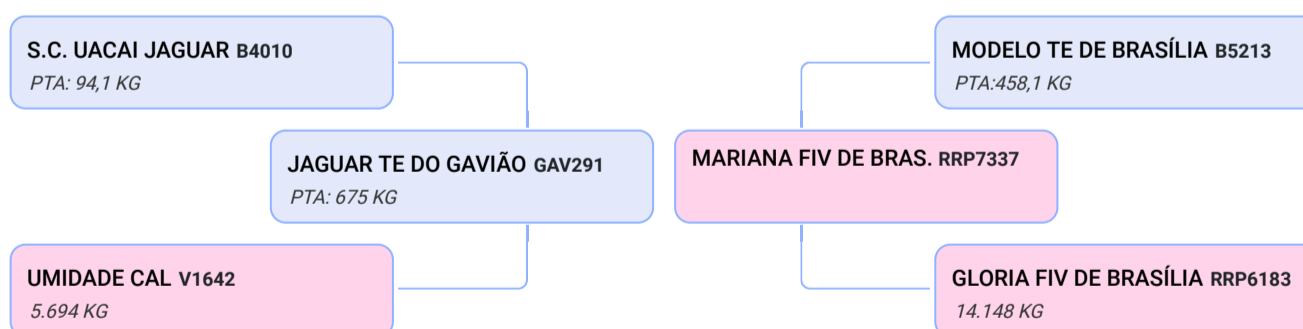 S.C. UACAI JAGUAR B4010
PTA: 94,1 KG
MODELO TE DE BRASÍLIA B5213
PTA:458,1 KG
JAGUAR TE DO GAVIÃO GAV291
PTA: 675 KG
MARIANA FIV DE BRAS. RRP7337
UMIDADE CAL V1642
5.694 KG
GLORIA FIV DE BRASÍLIA RRP6183
14.148 KG